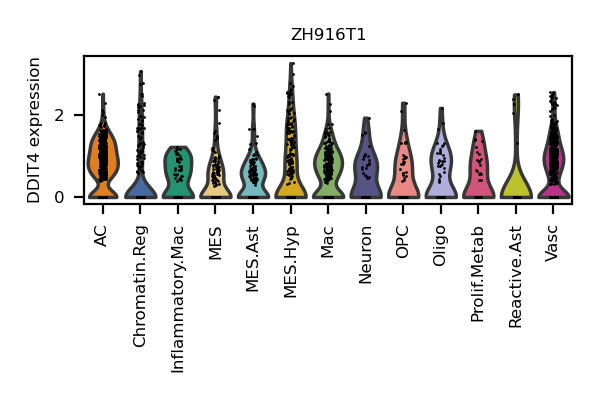 ZH916T1
DDIT4 expression
2
0
AC
Chromatin.Reg
Inflammatory.Mac
MES
MES.Ast
MES.Hyp
Mac
Neuron
OPC
Oligo
Prolif.Metab
Reactive.Ast
Vasc